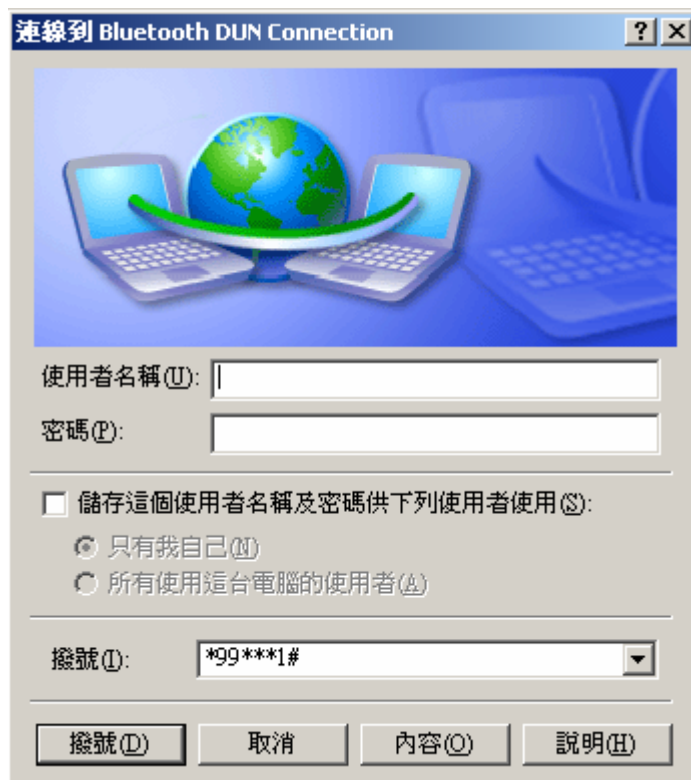 連線到 Bluetooth DUN Connection
使用者名稱(U):
密碼(P):
儲存這個使用者名稱及密碼供下列使用者使用(S):
只有我自己(N)
所有使用這台電腦的使用者(A)
撥號(I): *99***1#
撥號(D) 取消 內容(O) 說明(H)